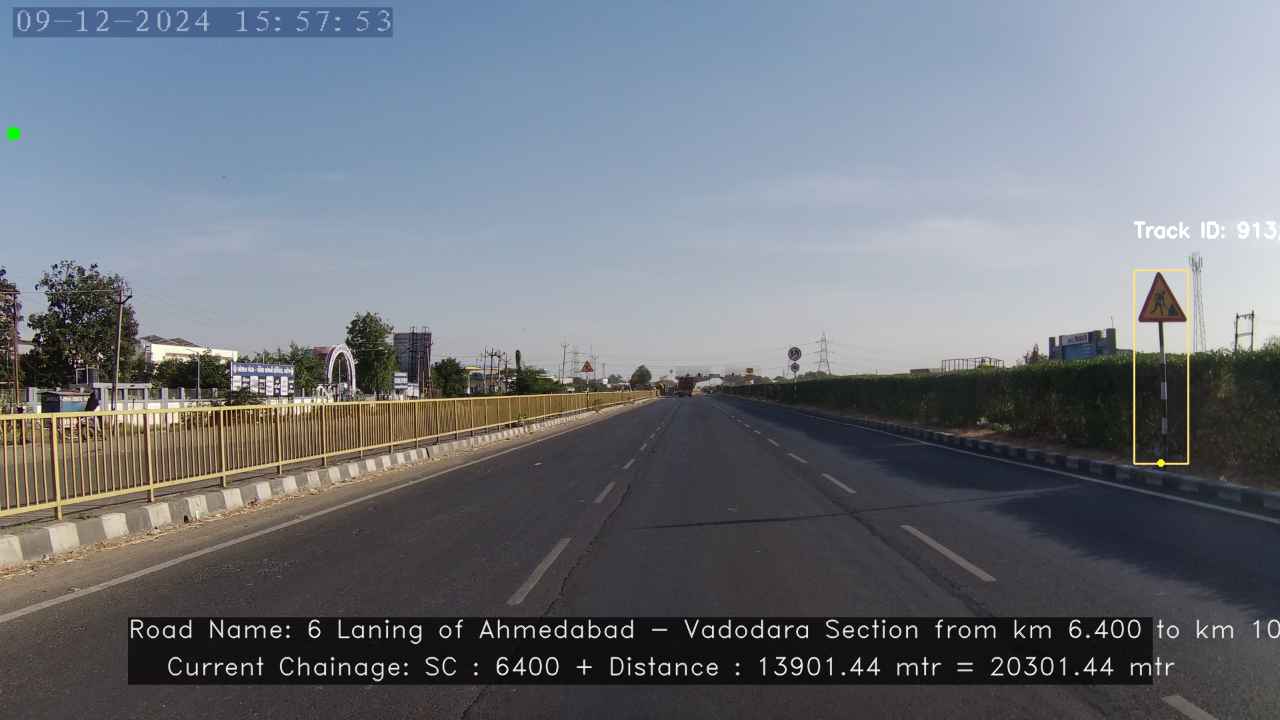 09-12-2024 15:57:53
Track ID: 913
Road Name: 6 Laning of Ahmedabad - Vadodara Section from km 6.400 to km 10
Current Chainage: SC : 6400 + Distance : 13901.44 mtr = 20301.44 mtr